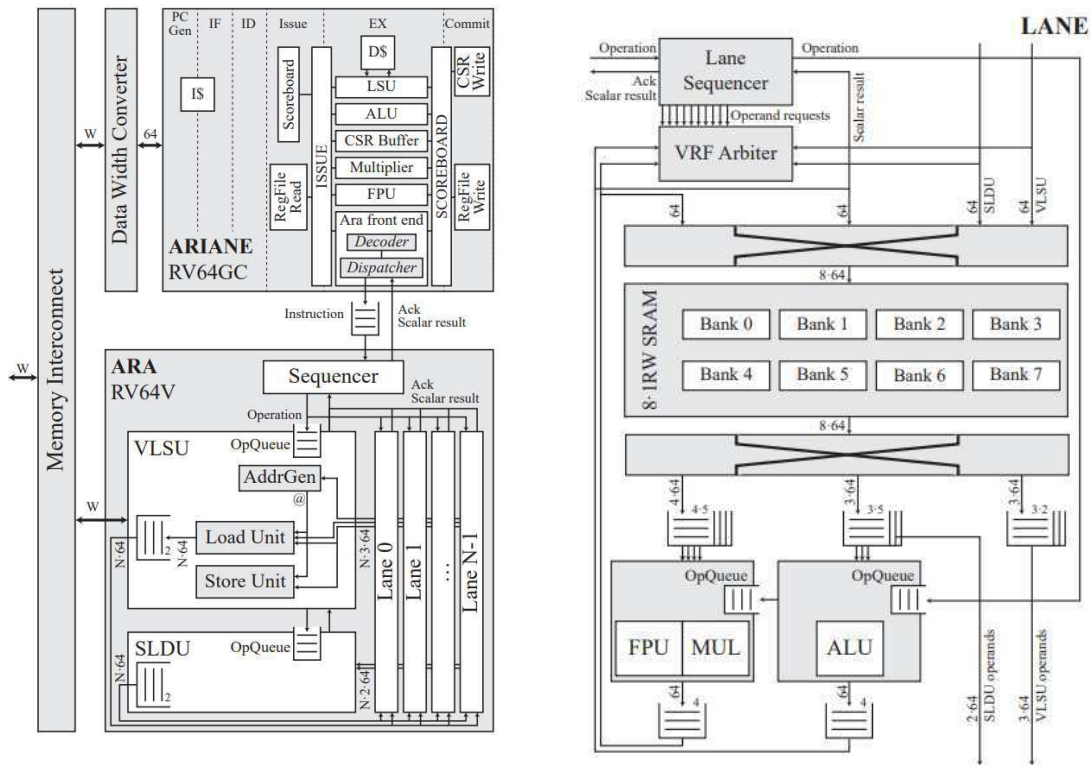 PC Gen
IF
ID
Issue
EX
Commit
I$
D$
Scoreboard
RegFile Read
ISSUE
LSU
ALU
CSR Buffer
Multiplier
FPU
Ara front end
Decoder
Dispatcher
SCOREBOARD
CSR Write
RegFile Write
ARIANE
RV64GC
W
Data Width Converter
64
Memory Interconnect
W
W
Instruction
Ack
Scalar result
ARA
RV64V
Sequencer
Ack
Scalar result
Operation
OpQueue
VLSU
AddrGen
@
Load Unit
Store Unit
2
N·64
N·64
N·3·64
Lane 0
Lane 1
...
Lane N-1
SLDU
OpQueue
N·64
2
N·2·64
LANE
Operation
Operation
Lane
Sequencer
Ack
Scalar result
Operand requests
Scalar result
VRF Arbiter
64
64
64
SLDU
64
VLSU
8·64
8·1RW SRAM
Bank 0
Bank 1
Bank 2
Bank 3
Bank 4
Bank 5
Bank 6
Bank 7
8·64
4·64
3·64
3·64
4·5
3·5
3·2
OpQueue
OpQueue
FPU
MUL
ALU
64
64
4
4
2·64
SLDU operands
3·64
VLSU operands